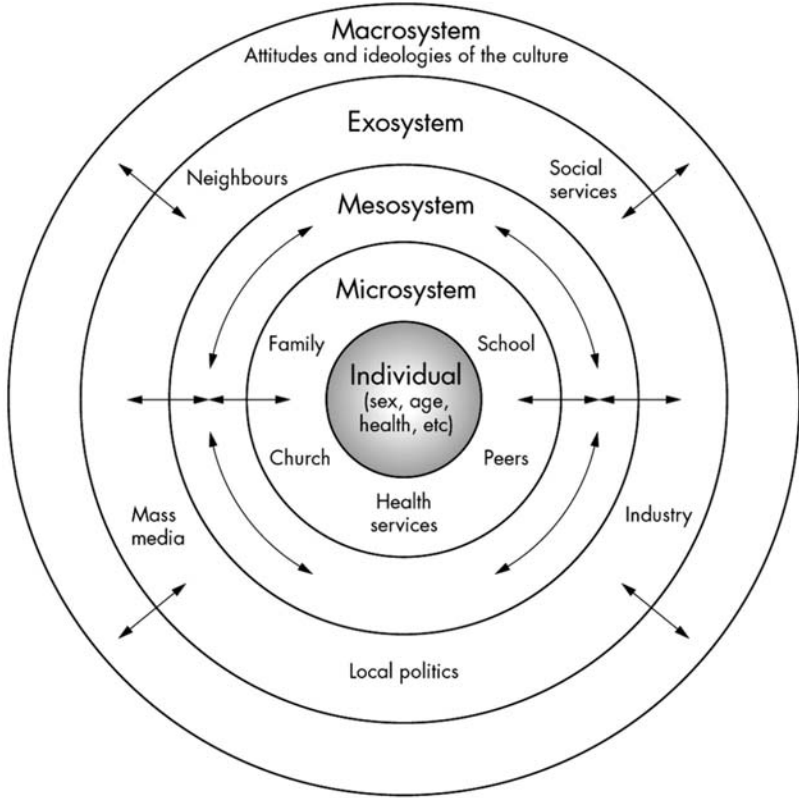 Macrosystem
Attitudes and ideologies of the culture
Exosystem
Neighbours
Social
services
Mesosystem
Microsystem
Family
School
Individual
(sex, age,
health, etc)
Church
Peers
Health
services
Mass
media
Industry
Local politics